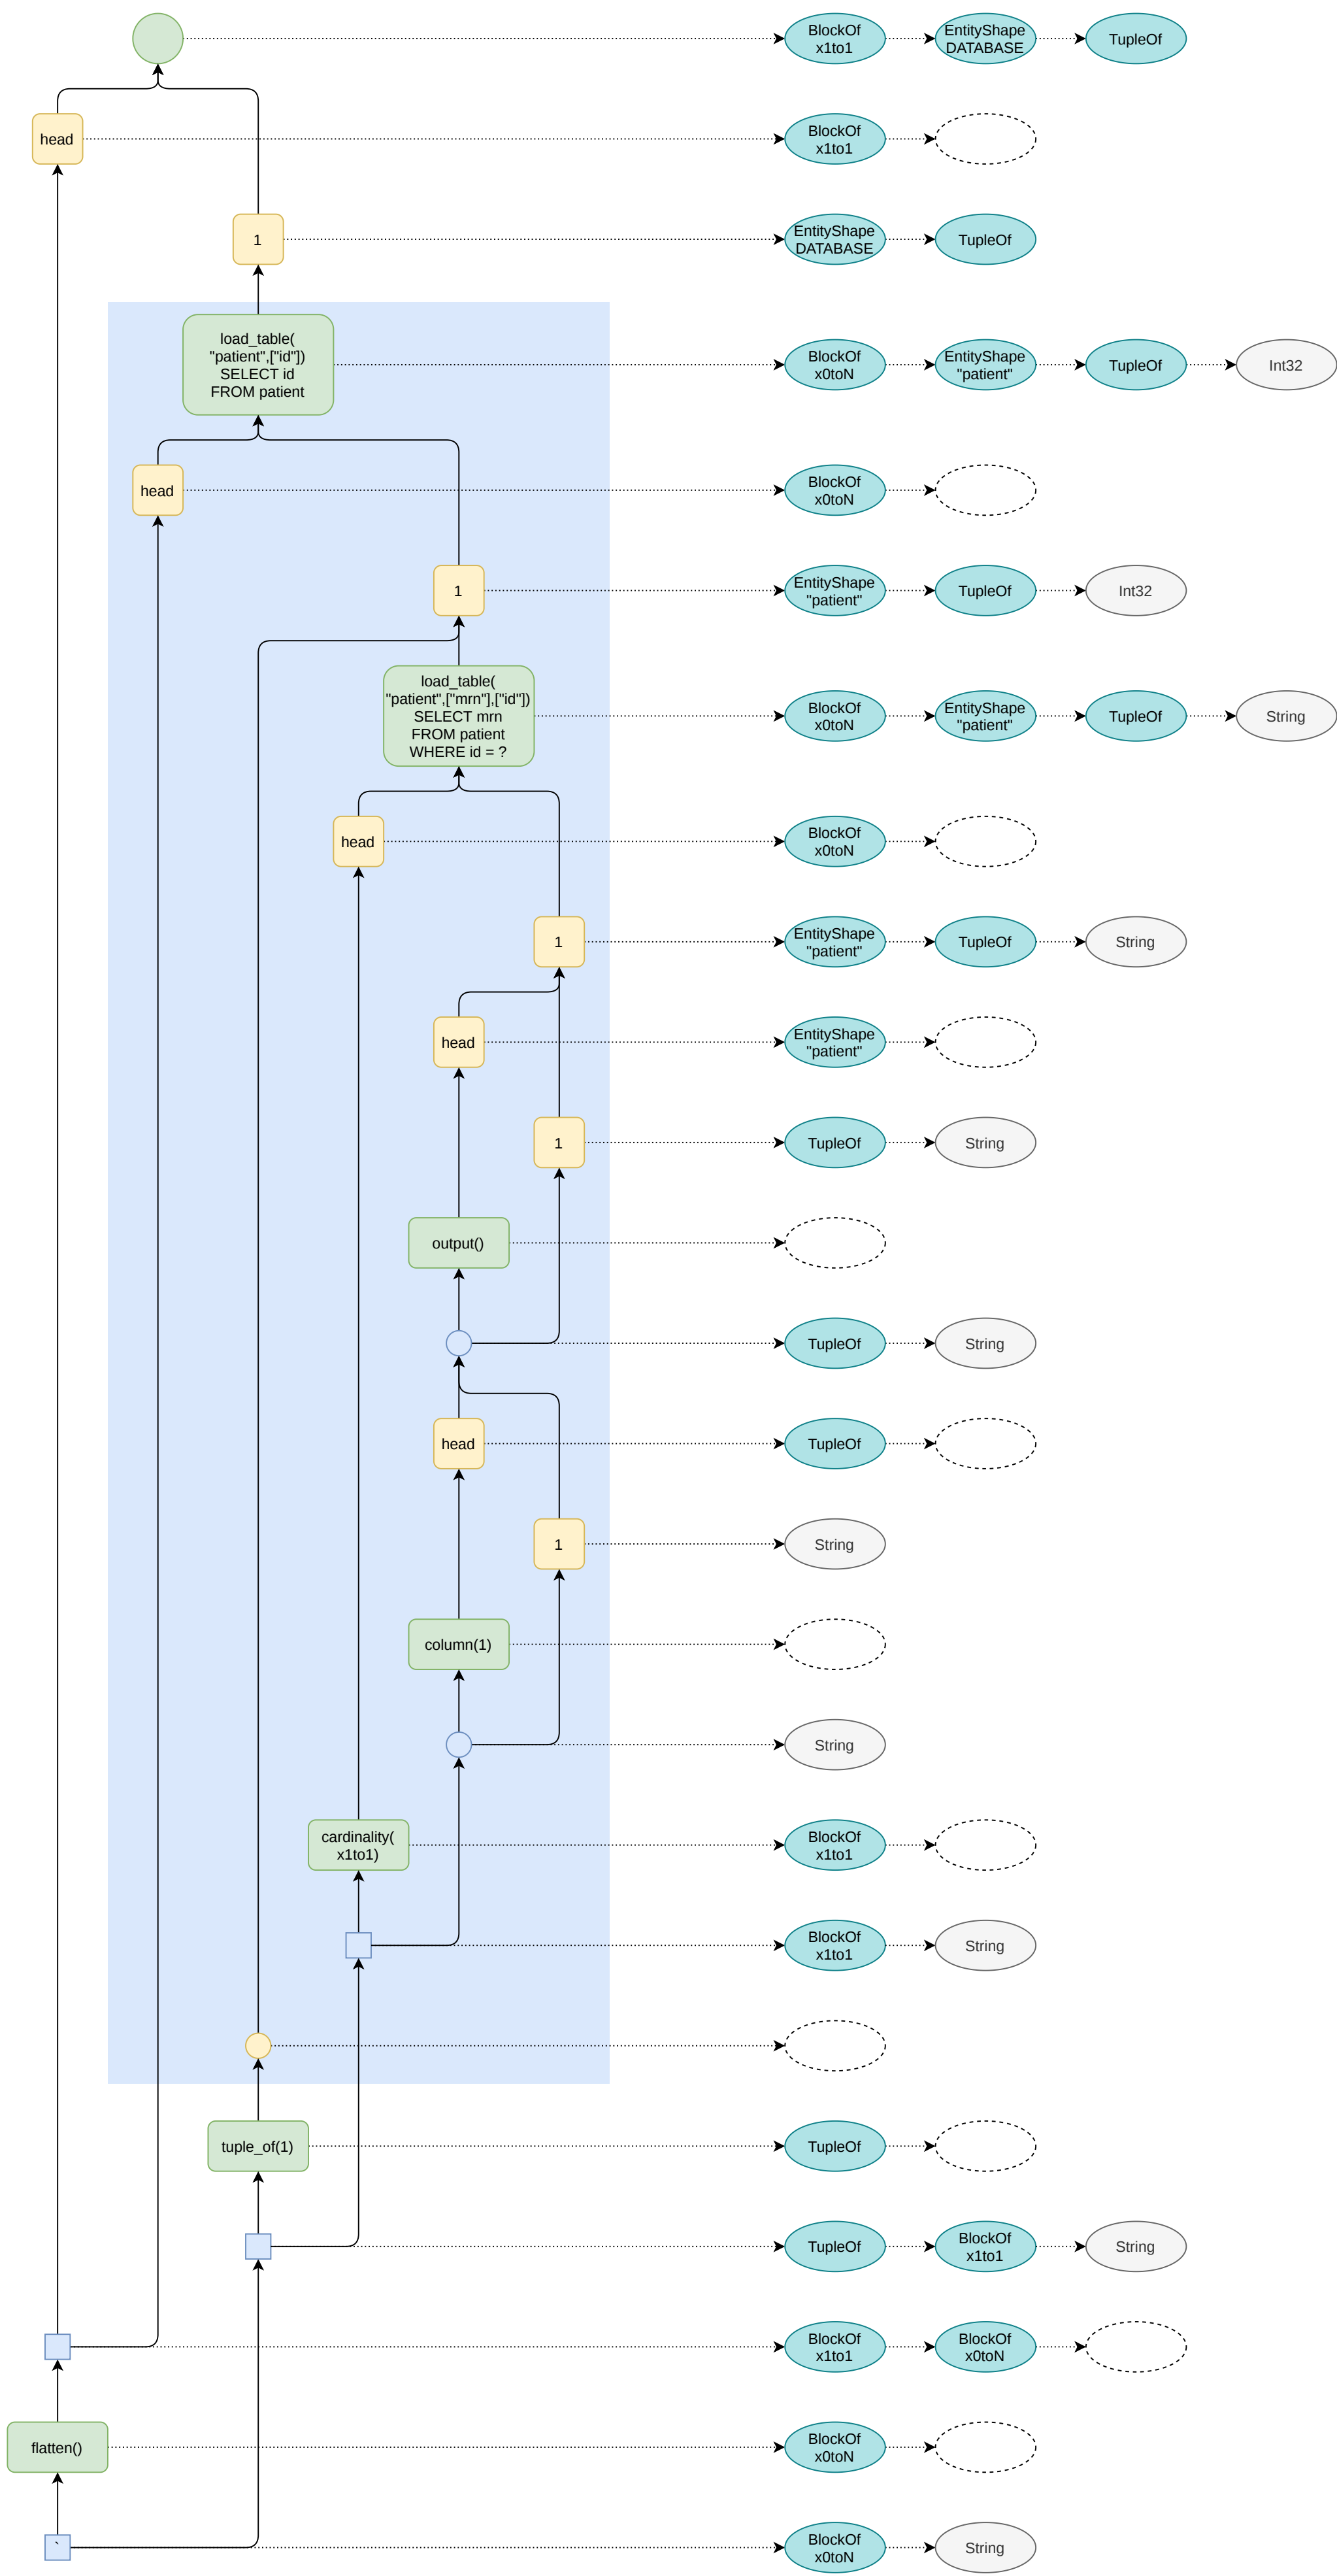 BlockOf
x1to1
EntityShape
DATABASE
TupleOf
head
BlockOf
x1to1
1
EntityShape
DATABASE
TupleOf
load_table(
"patient",["id"])
SELECT id
FROM patient
BlockOf
x0toN
EntityShape
"patient"
TupleOf
Int32
head
BlockOf
x0toN
1
EntityShape
"patient"
TupleOf
Int32
load_table(
"patient",["mrn"],["id"])
SELECT mrn
FROM patient
WHERE id = ?
BlockOf
x0toN
EntityShape
"patient"
TupleOf
String
head
BlockOf
x0toN
1
EntityShape
"patient"
TupleOf
String
head
EntityShape
"patient"
1
TupleOf
String
output()
TupleOf
String
head
TupleOf
1
String
column(1)
String
cardinality(
x1to1)
BlockOf
x1to1
BlockOf
x1to1
String
tuple_of(1)
TupleOf
TupleOf
BlockOf
x1to1
String
BlockOf
x1to1
BlockOf
x0toN
flatten()
BlockOf
x0toN
`
BlockOf
x0toN
String